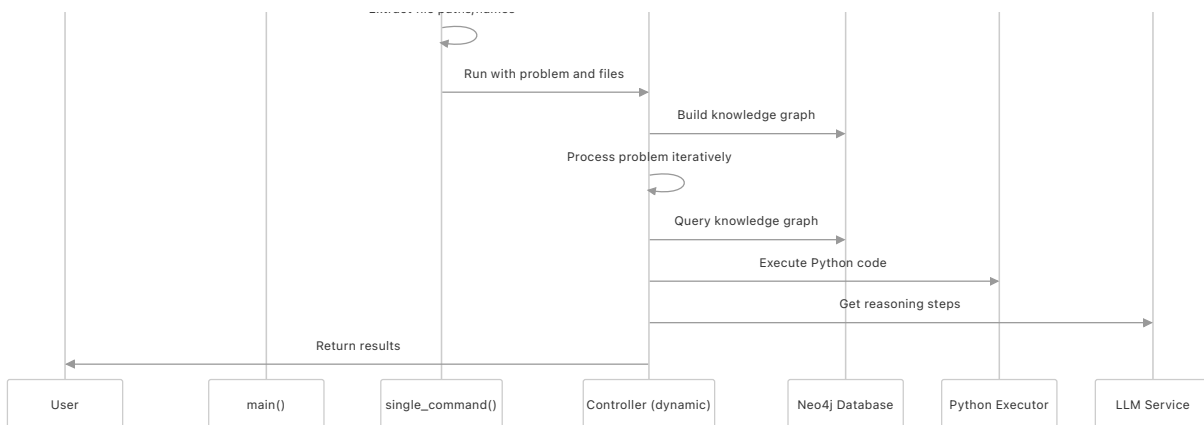 Run with problem and files
Build knowledge graph
Process problem iteratively
Query knowledge graph
Execute Python code
Get reasoning steps
Return results
User
main()
single_command()
Controller (dynamic)
Neo4j Database
Python Executor
LLM Service